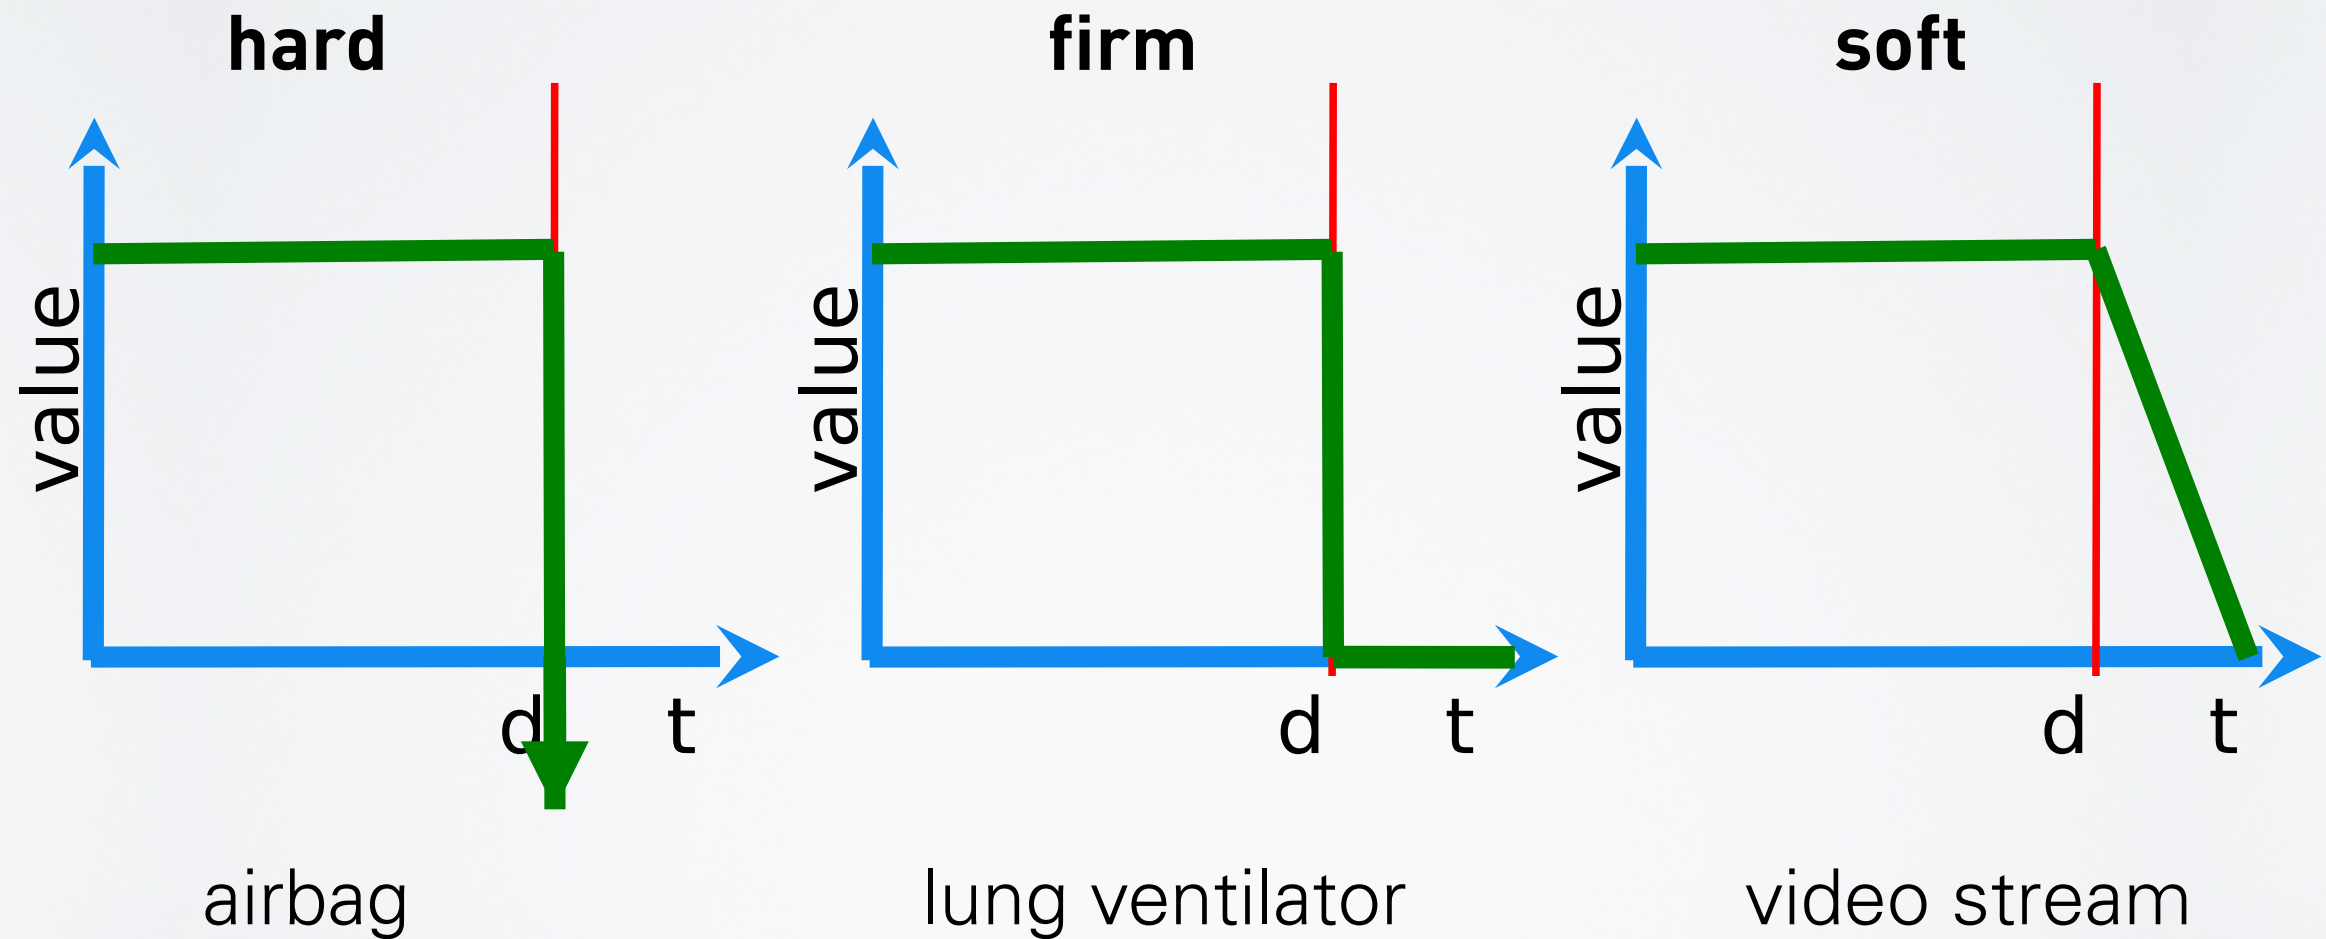 hard
firm
soft
value
value
value
d
t
d
t
d
t
airbag
lung ventilator
video stream